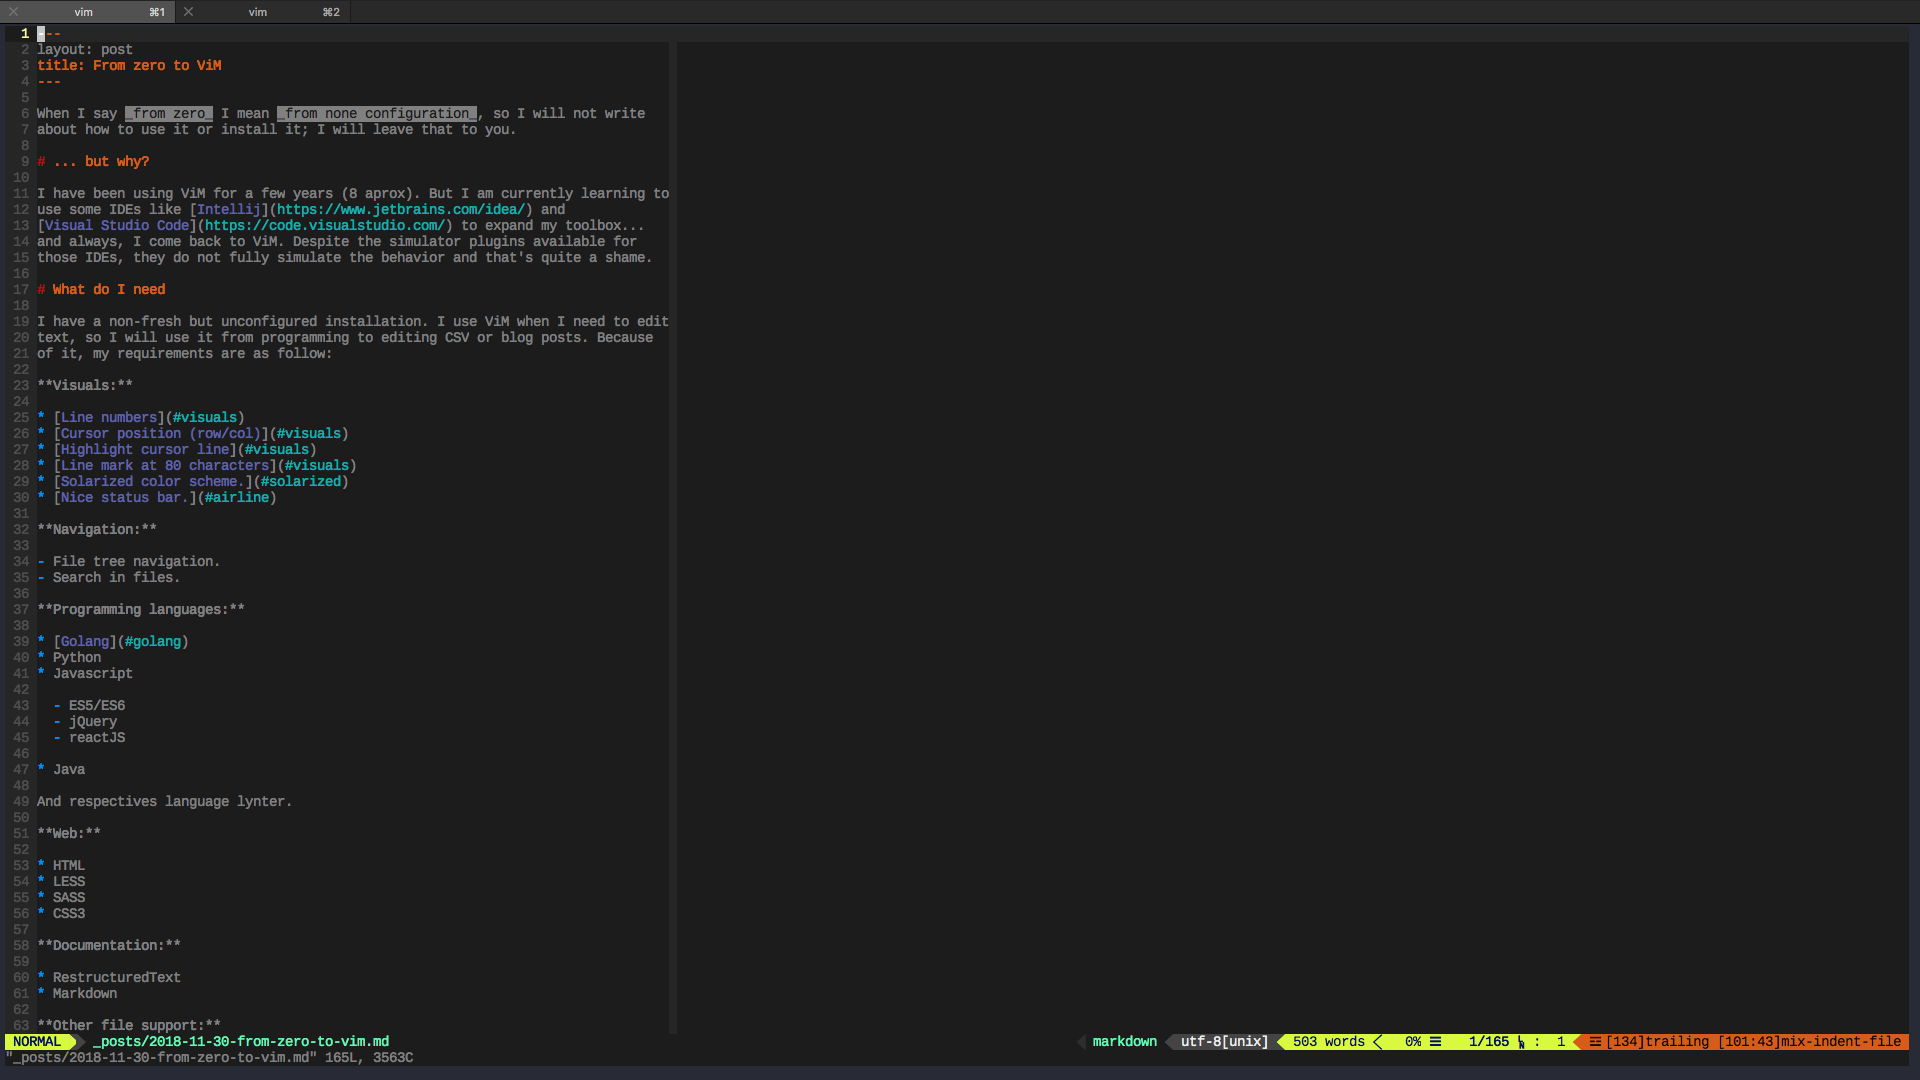 vim ⌘1 vim ⌘2
1 ---
2 layout: post
3 title: From zero to ViM
4 ---
5
6 When I say _from zero_ I mean _from none configuration_, so I will not write
7 about how to use it or install it; I will leave that to you.
8
9 # ... but why?
10
11 I have been using ViM for a few years (8 aprox). But I am currently learning to
12 use some IDEs like [Intellij](https://www.jetbrains.com/idea/) and
13 [Visual Studio Code](https://code.visualstudio.com/) to expand my toolbox...
14 and always, I come back to ViM. Despite the simulator plugins available for
15 those IDEs, they do not fully simulate the behavior and that's quite a shame.
16
17 # What do I need
18
19 I have a non-fresh but unconfigured installation. I use ViM when I need to edit
20 text, so I will use it from programming to editing CSV or blog posts. Because
21 of it, my requirements are as follow:
22
23 **Visuals:**
24
25 * [Line numbers](#visuals)
26 * [Cursor position (row/col)](#visuals)
27 * [Highlight cursor line](#visuals)
28 * [Line mark at 80 characters](#visuals)
29 * [Solarized color scheme.](#solarized)
30 * [Nice status bar.](#airline)
31
32 **Navigation:**
33
34 - File tree navigation.
35 - Search in files.
36
37 **Programming languages:**
38
39 * [Golang](#golang)
40 * Python
41 * Javascript
42
43   - ES5/ES6
44   - jQuery
45   - reactJS
46
47 * Java
48
49 And respectives language lynter.
50
51 **Web:**
52
53 * HTML
54 * LESS
55 * SASS
56 * CSS3
57
58 **Documentation:**
59
60 * RestructuredText
61 * Markdown
62
63 **Other file support:**
NORMAL _posts/2018-11-30-from-zero-to-vim.md markdown utf-8[unix] 503 words 0% ☰ 1/165 : 1 ☲ [134]trailing [101:43]mix-indent-file
"_posts/2018-11-30-from-zero-to-vim.md" 165L, 3563C